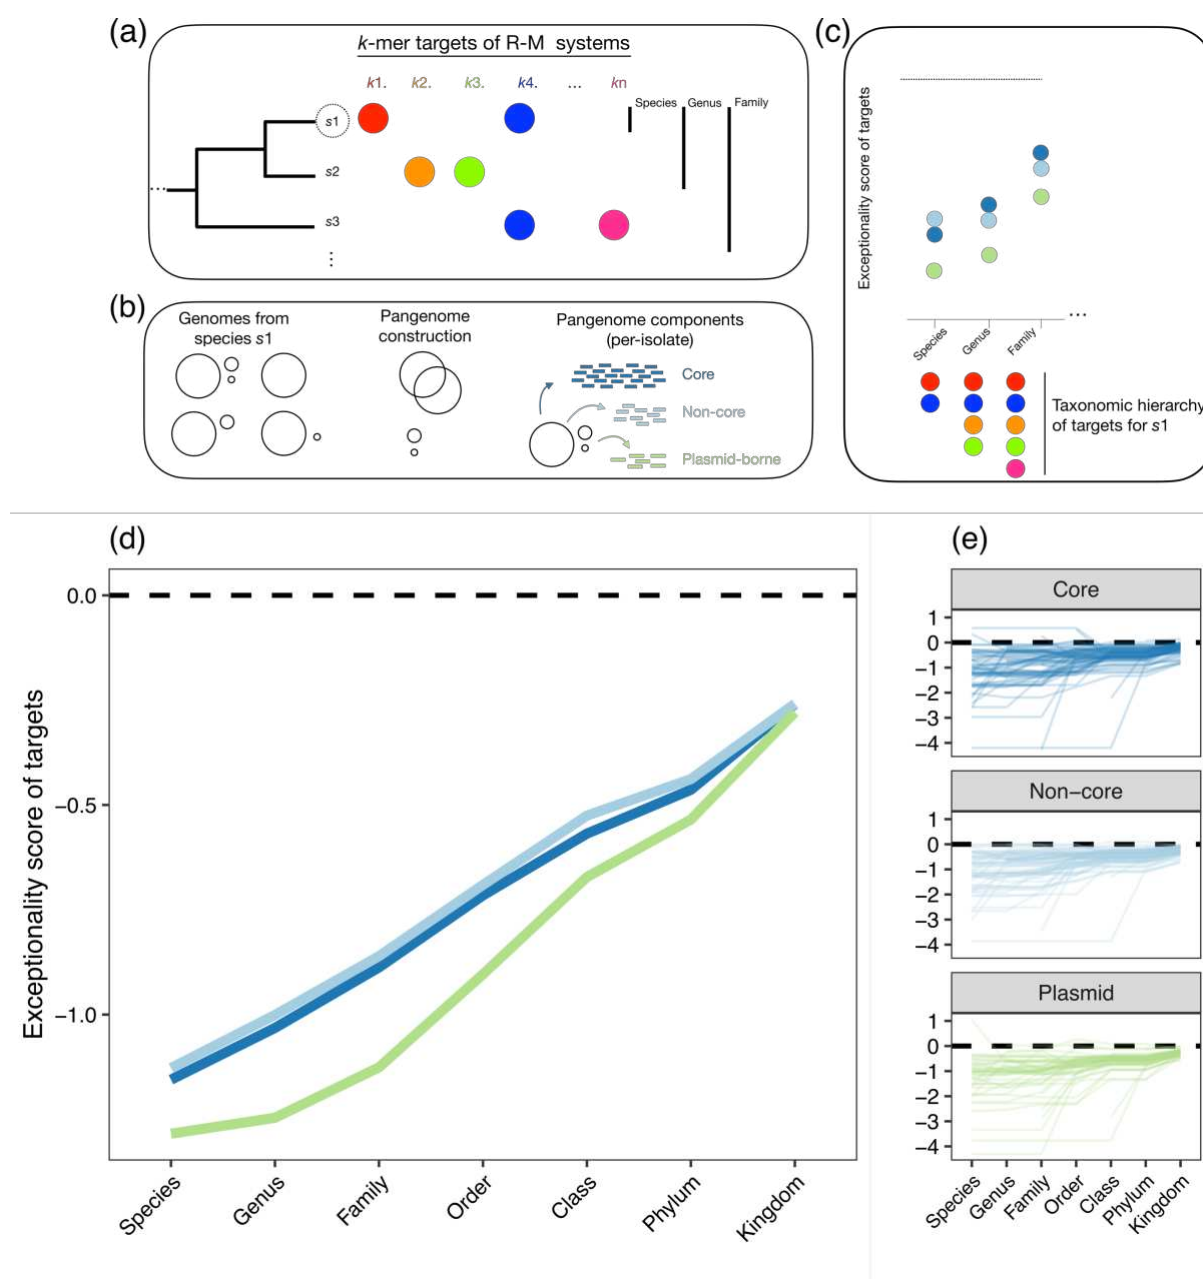 (a)
k-mer targets of R-M systems
k1. k2. k3. k4. ... kn
Species Genus Family
s1
s2
s3
(b)
Genomes from
species s1
Pangenome
construction
Pangenome components
(per-isolate)
Core
Non-core
Plasmid-borne
(c)
Exceptionality score of targets
...
Species Genus Family
Taxonomic hierarchy
of targets for s1
(d)
Exceptionality score of targets
0.0
−0.5
−1.0
Species Genus Family Order Class Phylum Kingdom
(e)
Core
1
0
−1
−2
−3
−4
Non−core
1
0
−1
−2
−3
−4
Plasmid
1
0
−1
−2
−3
−4
Species Genus Family Order Class Phylum Kingdom